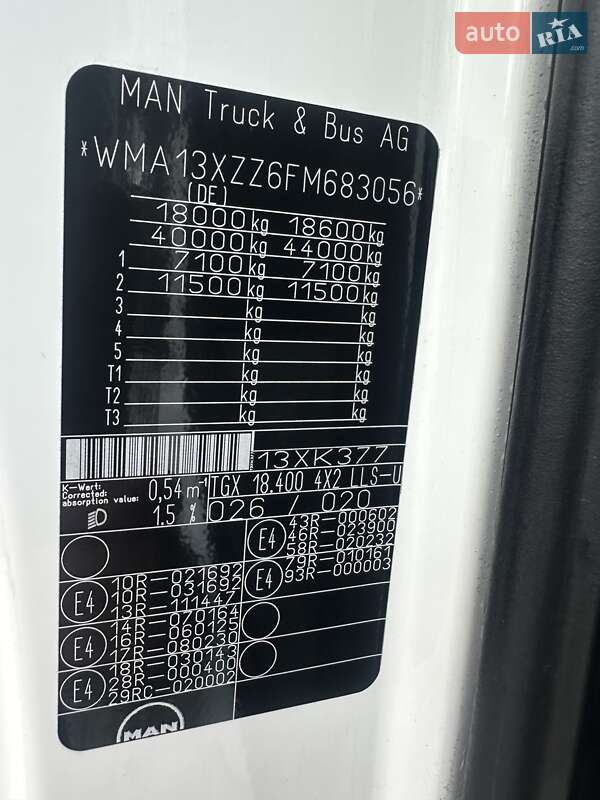 auto RIA .com
MAN Truck & Bus AG
*WMA13XZZ6FM683056*
(DE)
18000 kg 18600 kg
40000 kg 44000 kg
1 7100 kg 7100 kg
2 11500 kg 11500 kg
3 kg kg
4 kg kg
5 kg kg
T1 kg kg
T2 kg kg
T3 kg kg
13XK377
K-Wert: Corrected absorption value: 0,54 m⁻¹ TGX 18.400 4X2 LLS-U
1.5 % 026 / 020
E4 43R-000602
46R-023900
58R-020232
E4 79R-010161
93R-000003
E4 10R-021692
10R-031692
13R-111447
E4 14R-070164
16R-060125
17R-080230
E4 18R-030143
28R-000400
29RC-020002
MAN